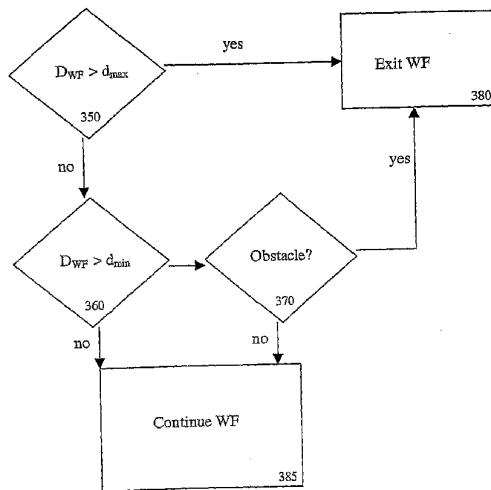 D_WF > d_max
350
yes
Exit WF
380
no
yes
D_WF > d_min
360
Obstacle?
370
no
no
Continue WF
385